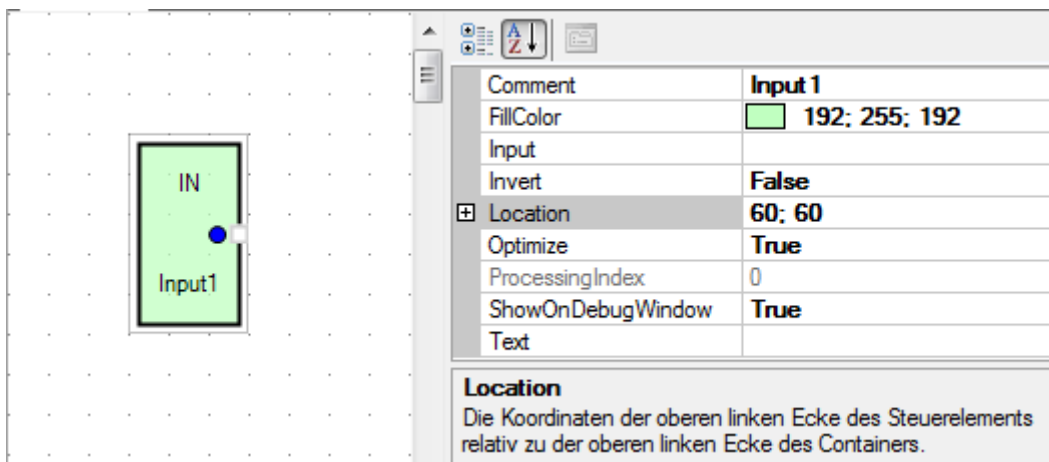 IN
Input1
A
Z
Comment Input 1
FillColor 192; 255; 192
Input
Invert False
Location 60; 60
Optimize True
ProcessingIndex 0
ShowOnDebugWindow True
Text
Location
Die Koordinaten der oberen linken Ecke des Steuerelements
relativ zu der oberen linken Ecke des Containers.